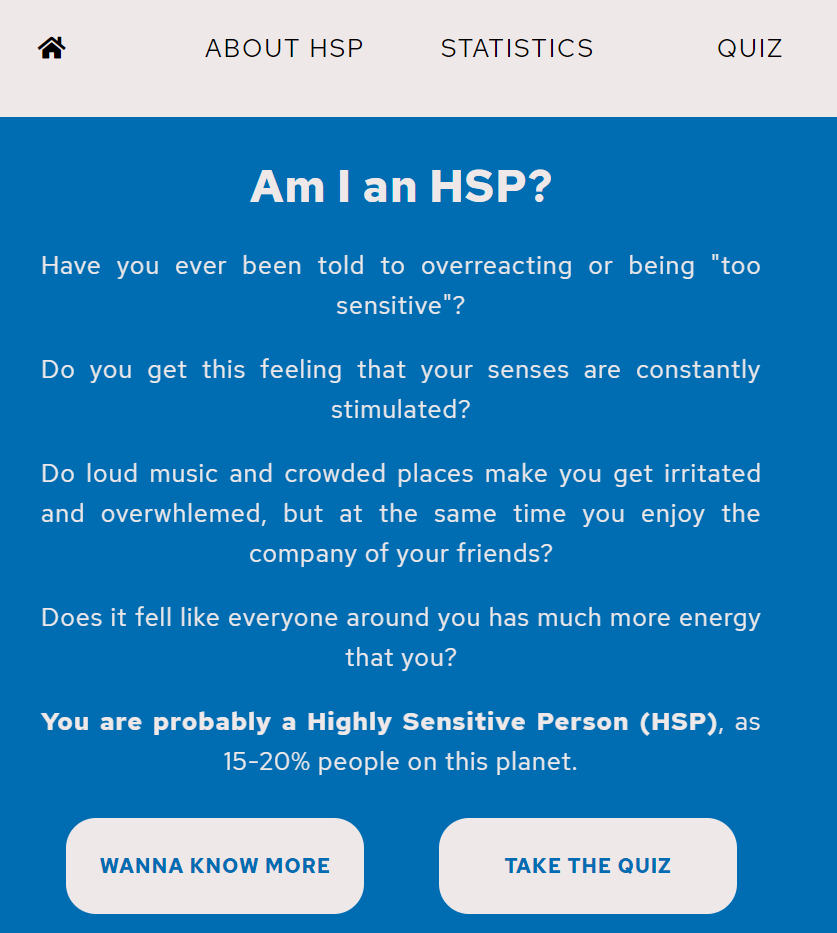 ABOUT HSP STATISTICS QUIZ
Am I an HSP?
Have you ever been told to overreacting or being "too
sensitive"?
Do you get this feeling that your senses are constantly
stimulated?
Do loud music and crowded places make you get irritated
and overwhlemed, but at the same time you enjoy the
company of your friends?
Does it fell like everyone around you has much more energy
that you?
You are probably a Highly Sensitive Person (HSP), as
15-20% people on this planet.
WANNA KNOW MORE TAKE THE QUIZ